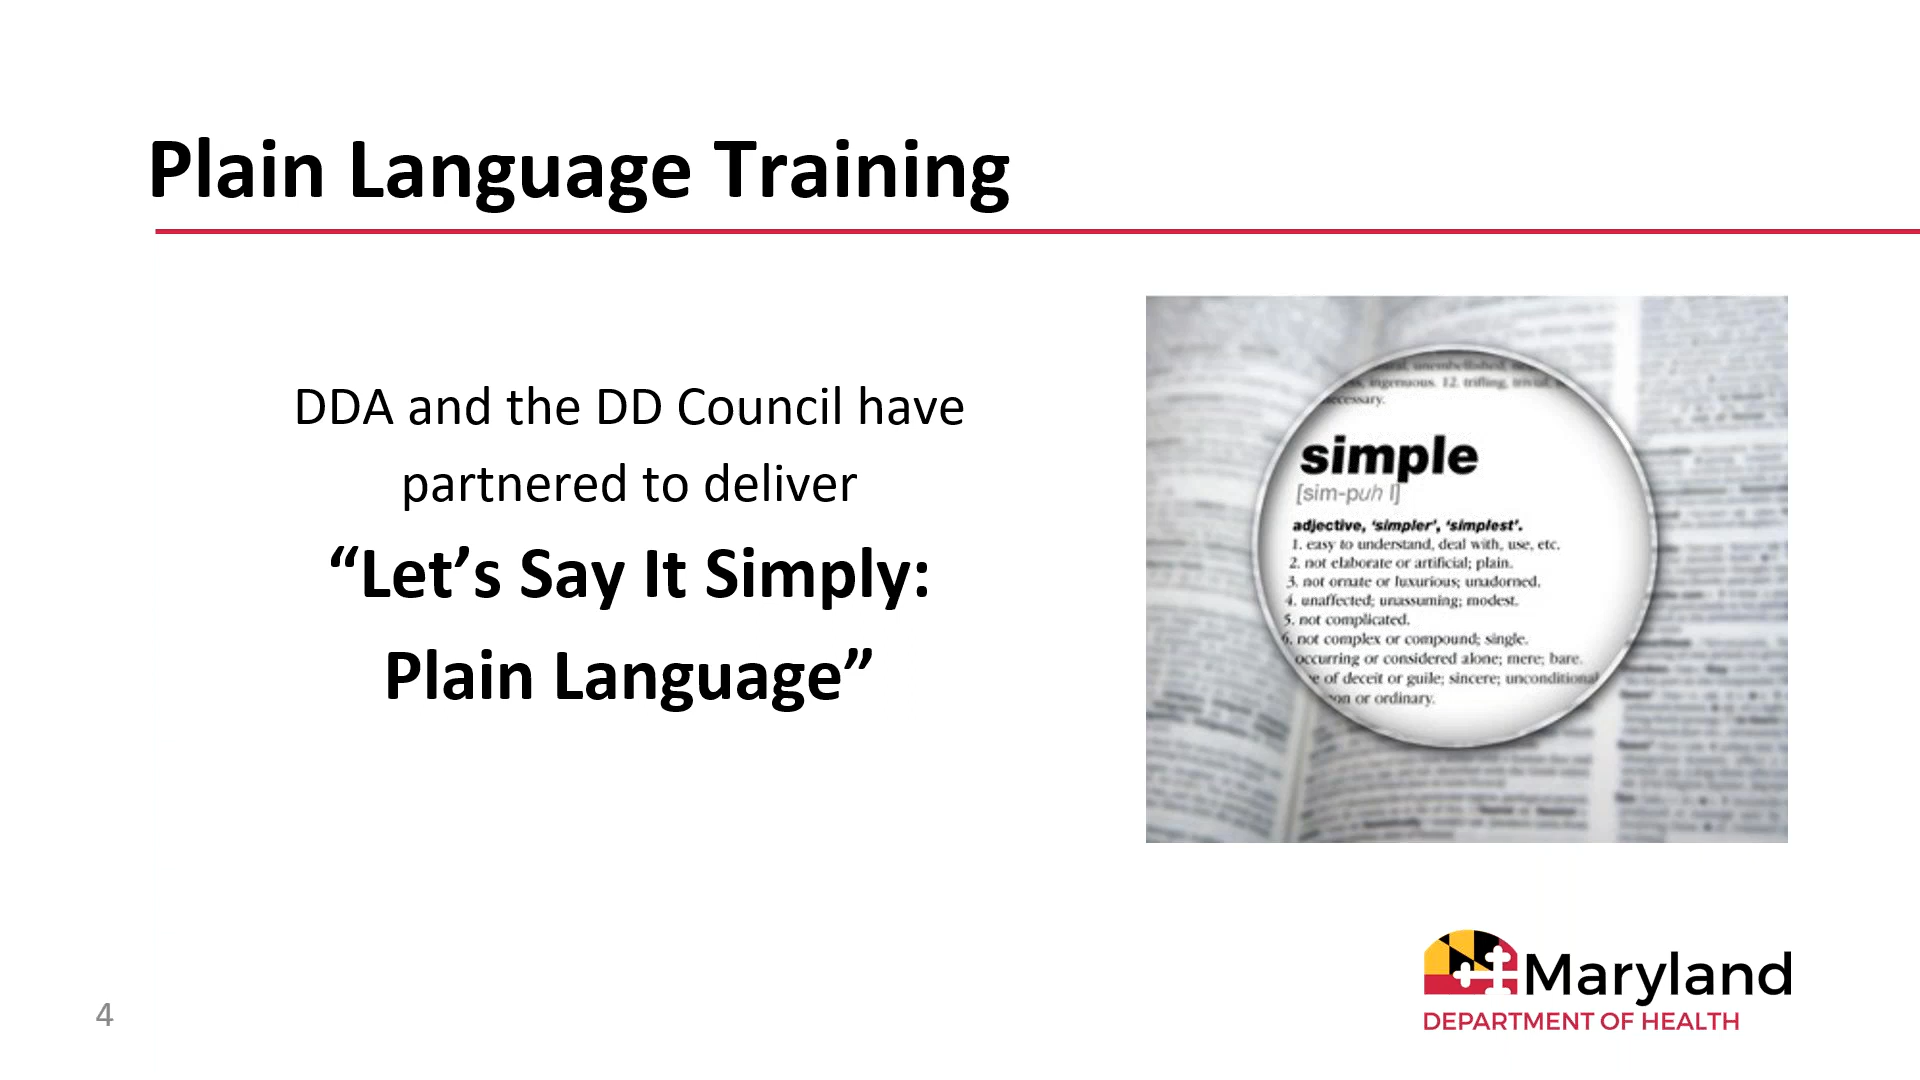 Plain Language Training
DDA and the DD Council have
partnered to deliver
“Let’s Say It Simply:
Plain Language”
ingenuous. 12. trifling, trivial,
simple
[sim-puh l]
adjective, ‘simpler’, ‘simplest’.
1. easy to understand, deal with, use, etc.
2. not elaborate or artificial; plain.
3. not ornate or luxurious; unadorned.
4. unaffected; unassuming; modest.
5. not complicated.
6. not complex or compound; single.
occurring or considered alone; mere; bare.
of deceit or guile; sincere; unconditional
or ordinary.
Maryland
DEPARTMENT OF HEALTH
4